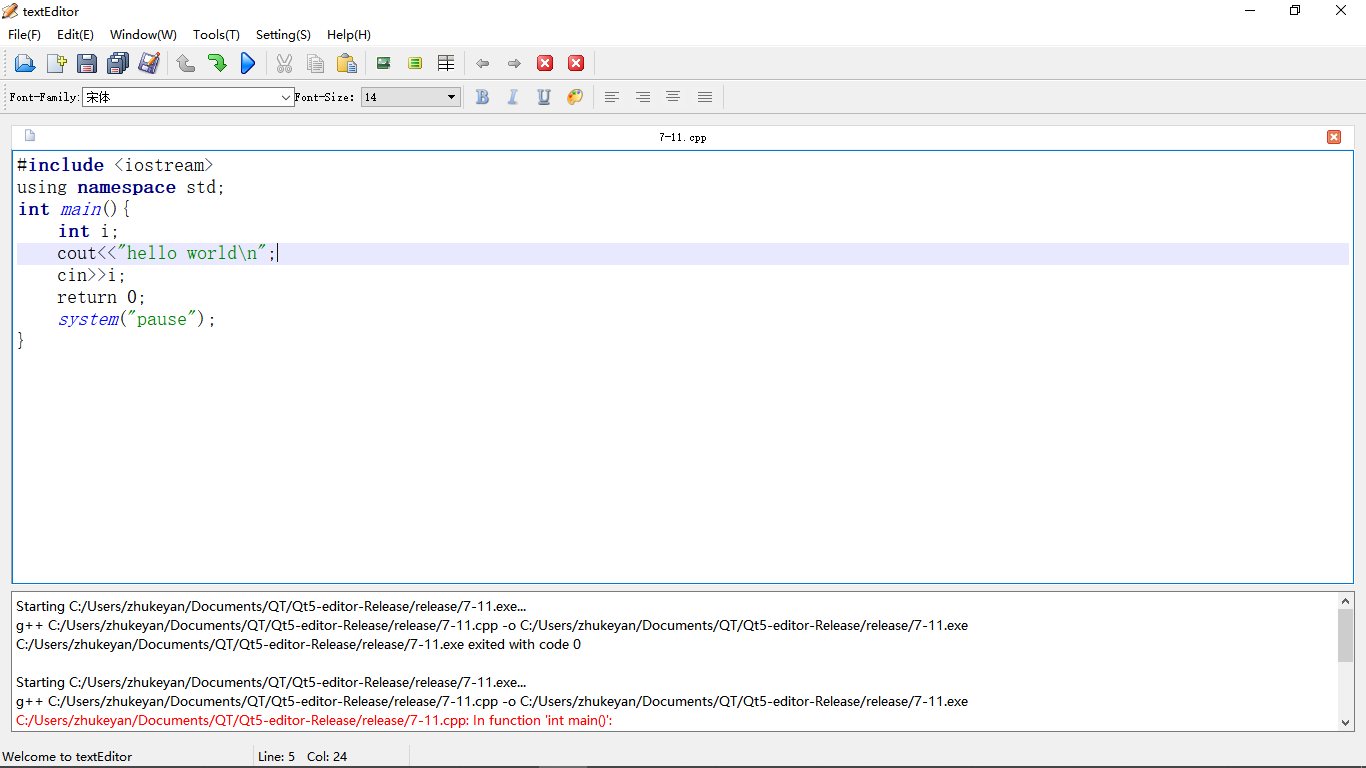 textEditor
File(F) Edit(E) Window(W) Tools(T) Setting(S) Help(H)
Font-Family: 宋体 Font-Size: 14 B I U
7-11.cpp
#include <iostream>
using namespace std;
int main(){
int i;
cout<<"hello world\n";
cin>>i;
return 0;
system("pause");
}
Starting C:/Users/zhukeyan/Documents/QT/Qt5-editor-Release/release/7-11.exe...
g++ C:/Users/zhukeyan/Documents/QT/Qt5-editor-Release/release/7-11.cpp -o C:/Users/zhukeyan/Documents/QT/Qt5-editor-Release/release/7-11.exe
C:/Users/zhukeyan/Documents/QT/Qt5-editor-Release/release/7-11.exe exited with code 0
Starting C:/Users/zhukeyan/Documents/QT/Qt5-editor-Release/release/7-11.exe...
g++ C:/Users/zhukeyan/Documents/QT/Qt5-editor-Release/release/7-11.cpp -o C:/Users/zhukeyan/Documents/QT/Qt5-editor-Release/release/7-11.exe
C:/Users/zhukeyan/Documents/QT/Qt5-editor-Release/release/7-11.cpp: In function 'int main()':
Welcome to textEditor Line: 5 Col: 24